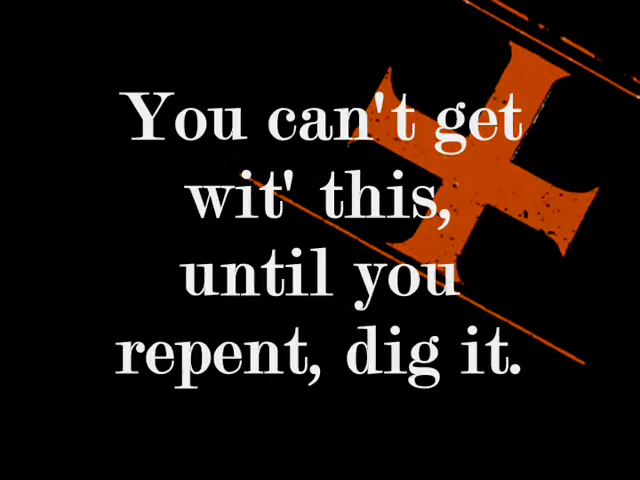 You can't get
wit' this,
until you
repent, dig it.